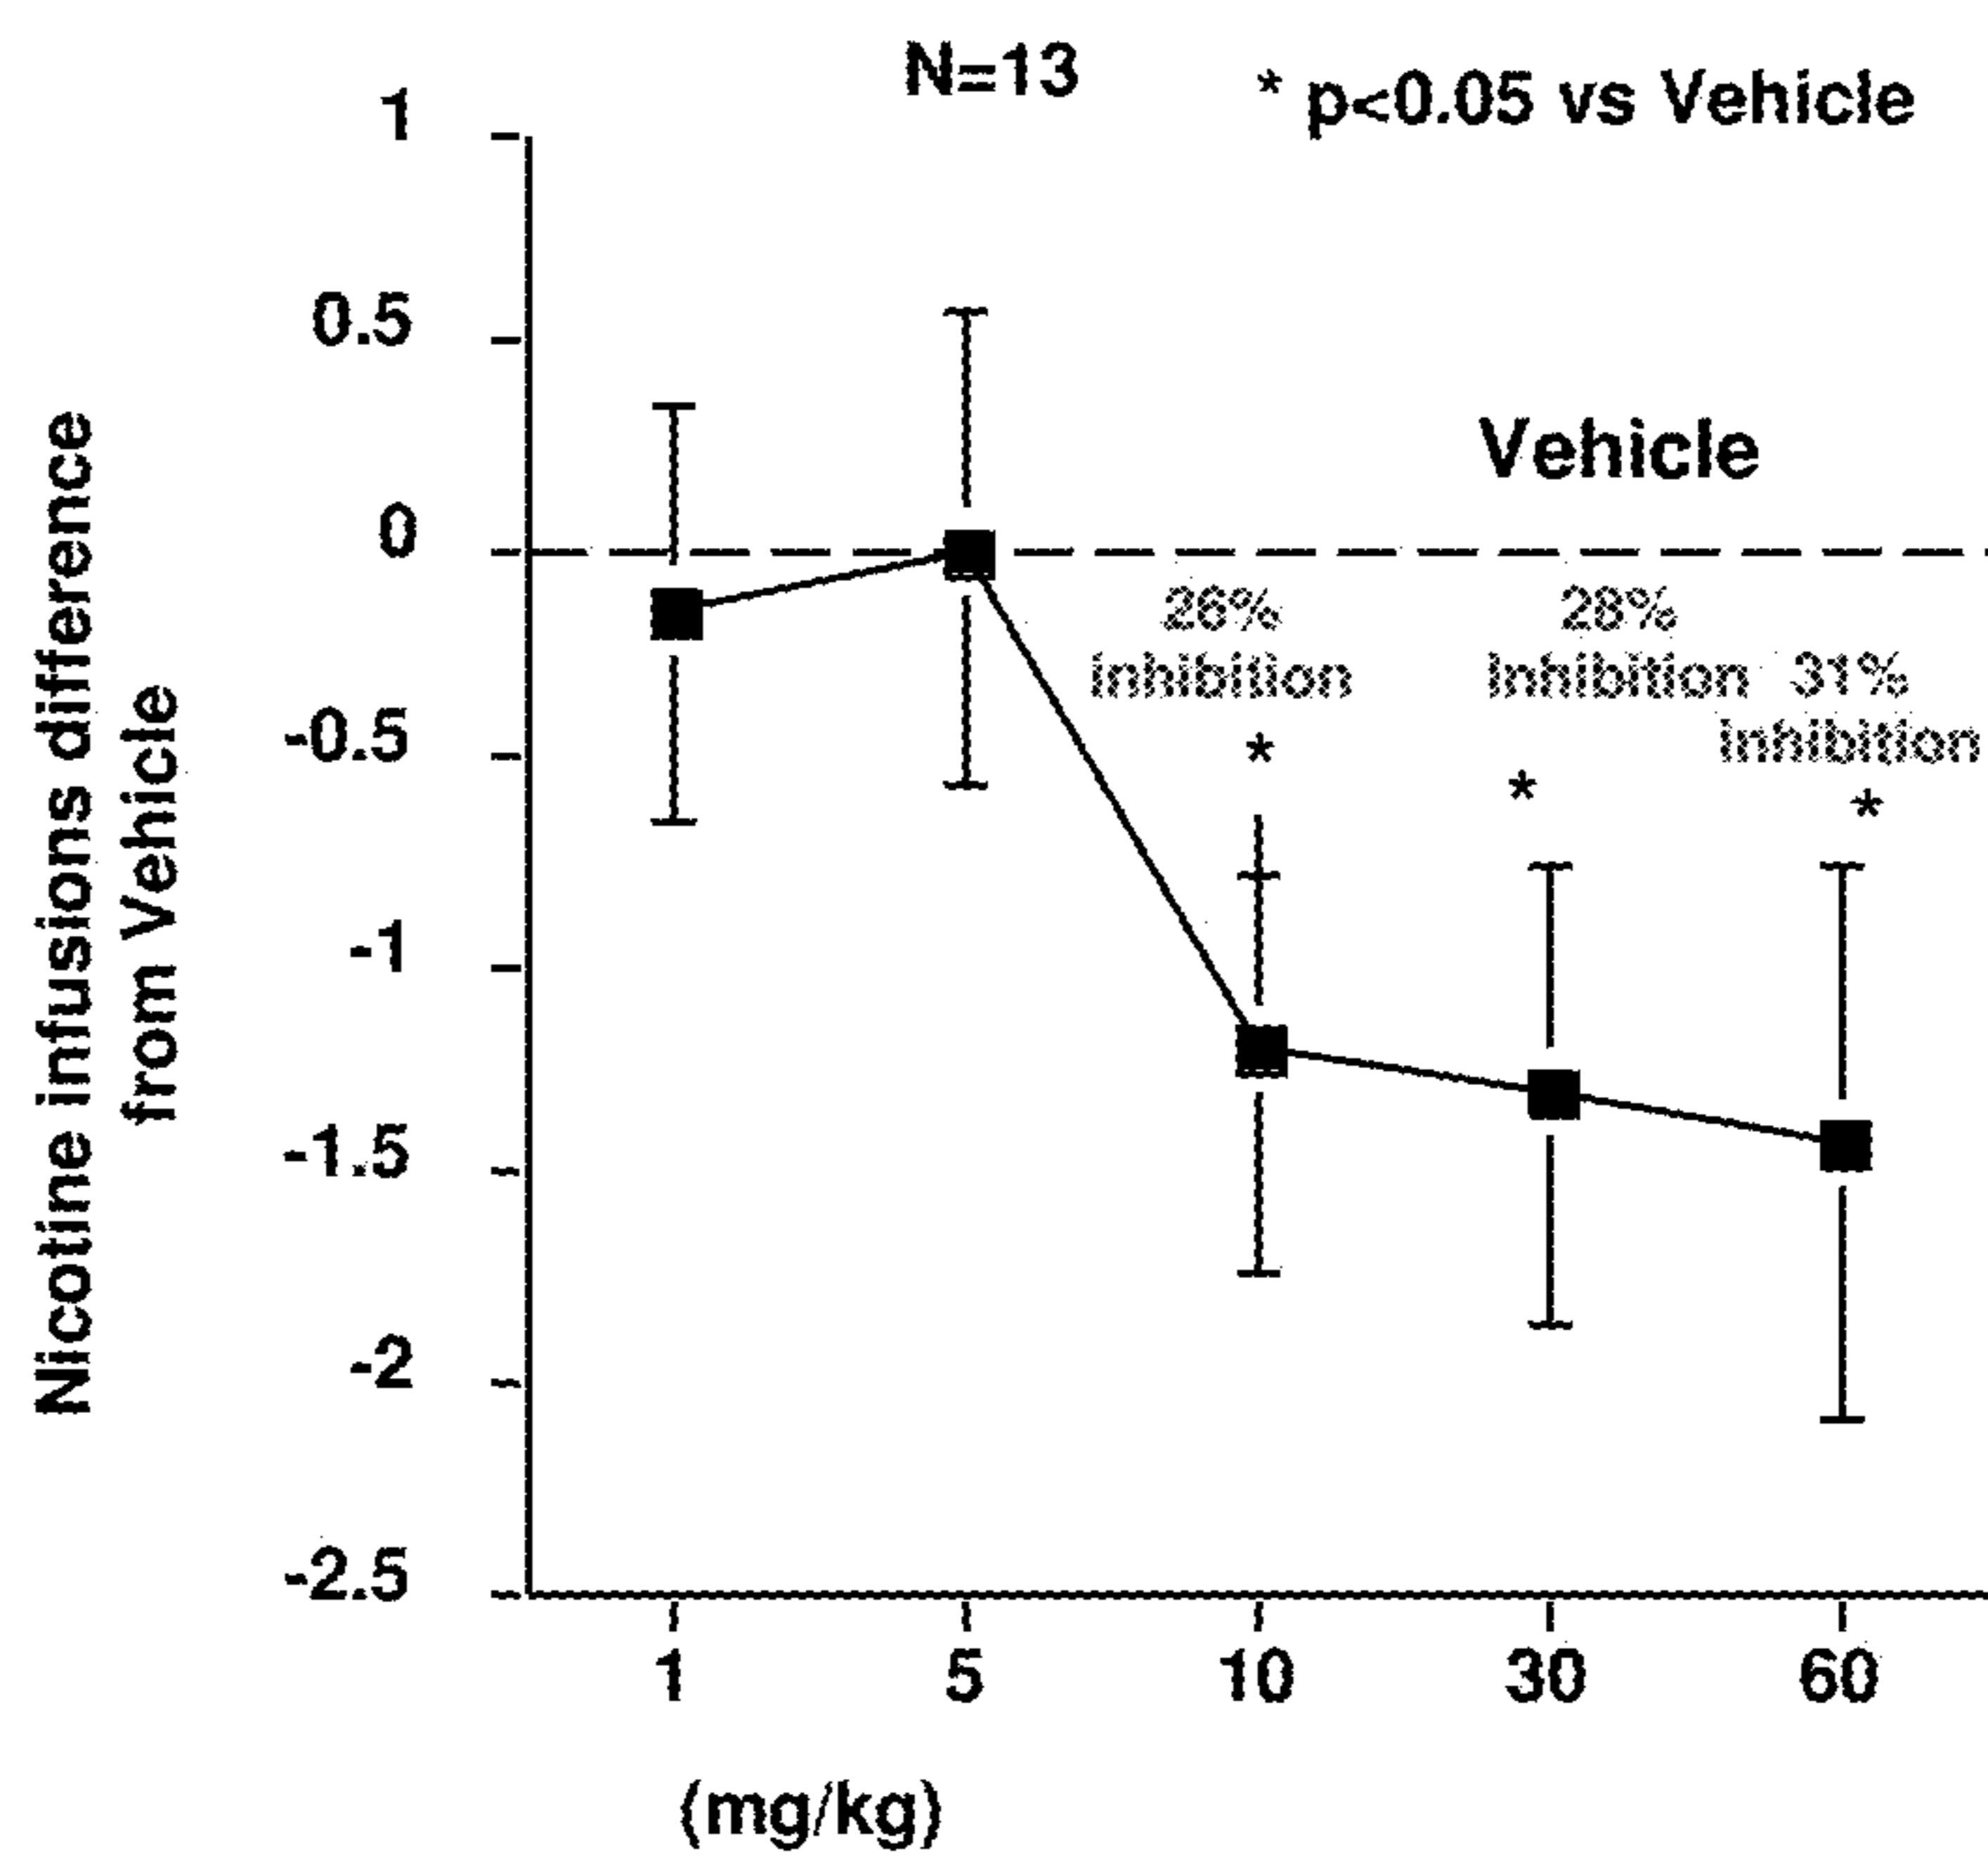 N=13
* p<0.05 vs Vehicle
1
0.5
0
-0.5
-1
-1.5
-2
-2.5
Nicotine infusions difference
from Vehicle
Vehicle
26%
inhibition
*
28%
Inhibition
*
31%
Inhibition
*
1 5 10 30 60
(mg/kg)